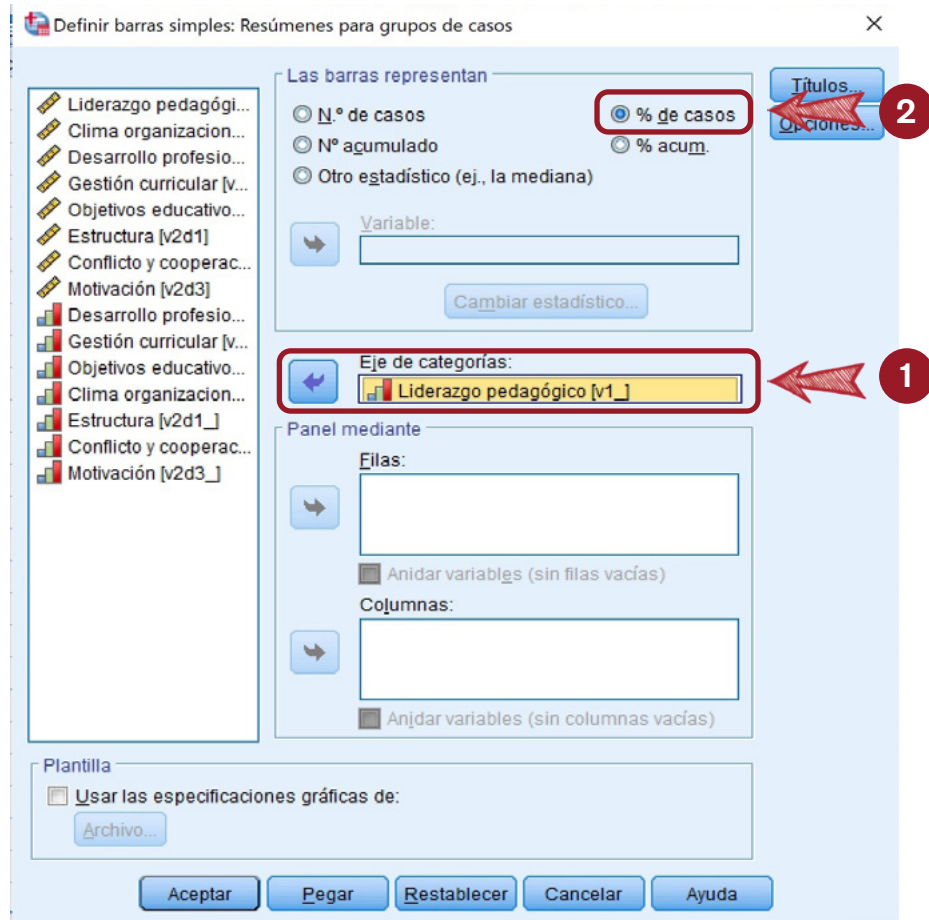 Definir barras simples: Resúmenes para grupos de casos
Liderazgo pedagógi...
Clima organizacion...
Desarrollo profesio...
Gestión curricular [v...
Objetivos educativo...
Estructura [v2d1]
Conflicto y cooperac...
Motivación [v2d3]
Desarrollo profesio...
Gestión curricular [v...
Objetivos educativo...
Clima organizacion...
Estructura [v2d1_]
Conflicto y cooperac...
Motivación [v2d3_]
Las barras representan
N.º de casos
% de casos
Nº acumulado
% acum.
Otro estadístico (ej., la mediana)
Variable:
Cambiar estadístico...
Eje de categorías:
Liderazgo pedagógico [v1_]
Panel mediante
Filas:
Anidar variables (sin filas vacías)
Columnas:
Anidar variables (sin columnas vacías)
Títulos...
Opciones...
2
1
Plantilla
Usar las especificaciones gráficas de:
Archivo...
Aceptar
Pegar
Restablecer
Cancelar
Ayuda